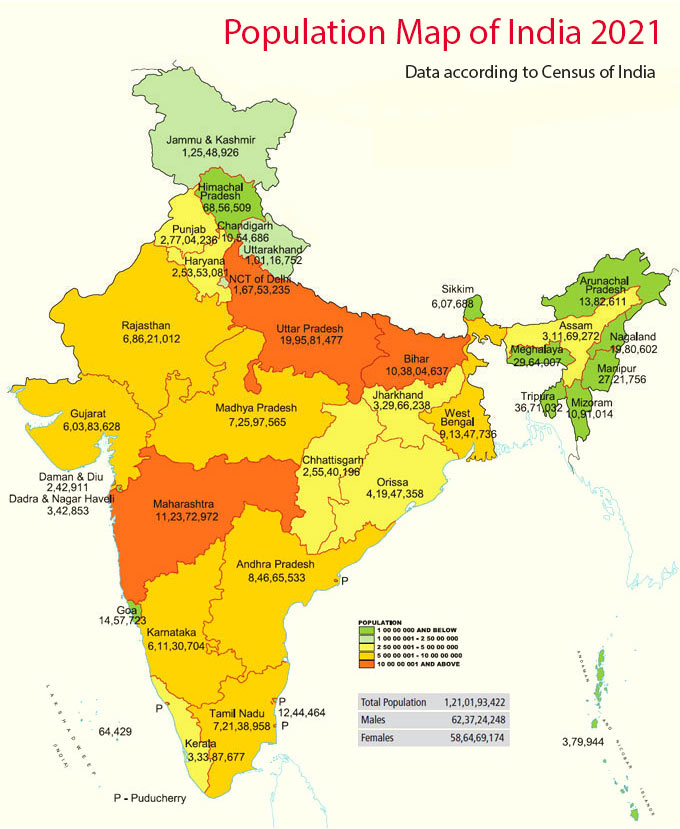 Population Map of India 2021
Data according to Census of India
Jammu & Kashmir
1,25,48,926
Himachal
Pradesh
68,56,509
Punjab
2,77,04,236
Chandigarh
10,54,686
Uttarakhand
1,01,16,752
Haryana
2,53,53,081
NCT of Delhi
1,67,53,235
Rajasthan
6,86,21,012
Uttar Pradesh
19,95,81,477
Bihar
10,38,04,637
Sikkim
6,07,688
Arunachal
Pradesh
13,82,611
Assam
3,11,69,272
Nagaland
19,80,602
Meghalaya
29,64,007
Manipur
27,21,756
Tripura
36,71,032
Mizoram
10,91,014
Gujarat
6,03,83,628
Madhya Pradesh
7,25,97,565
Jharkhand
3,29,66,238
West
Bengal
9,13,47,736
Chhattisgarh
2,55,40,196
Orissa
4,19,47,358
Daman & Diu
2,42,911
Dadra & Nagar Haveli
3,42,853
Maharashtra
11,23,72,972
Andhra Pradesh
8,46,65,533
P
Goa
14,57,723
Karnataka
6,11,30,704
POPULATION
1 00 00 000 AND BELOW
1 00 00 001 - 2 50 00 000
2 50 00 001 - 5 00 00 000
5 00 00 001 - 10 00 00 000
10 00 00 001 AND ABOVE
Total Population 1,21,01,93,422
Males 62,37,24,248
Females 58,64,69,174
LAKSHADWEEP
(INDIA)
64,429
P
P
12,44,464
P
Tamil Nadu
7,21,38,958
Kerala
3,33,87,677
ANDAMAN
AND NICOBAR
ISLANDS
3,79,944
P - Puducherry